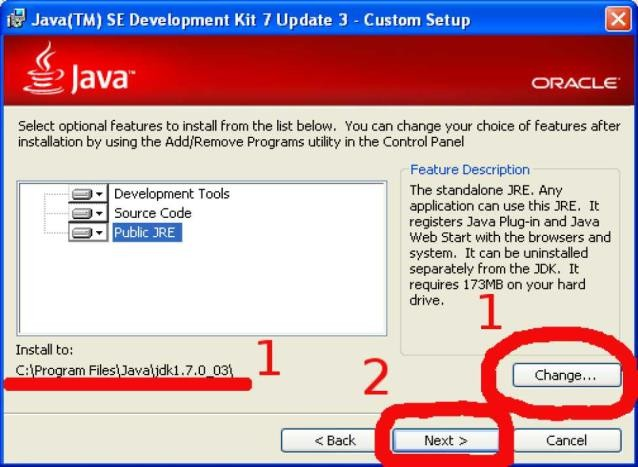 Java(TM) SE Development Kit 7 Update 3 - Custom Setup
Java™
ORACLE®
Select optional features to install from the list below. You can change your choice of features after
installation by using the Add/Remove Programs utility in the Control Panel
Development Tools
Source Code
Public JRE
Feature Description
The standalone JRE. Any
application can use this JRE. It
registers Java Plug-in and Java
Web Start with the browsers and
system. It can be uninstalled
separately from the JDK. It
requires 173MB on your hard
drive.
1
Install to:
C:\Program Files\Java\jdk1.7.0_03\
1
Change...
2
< Back
Next >
Cancel